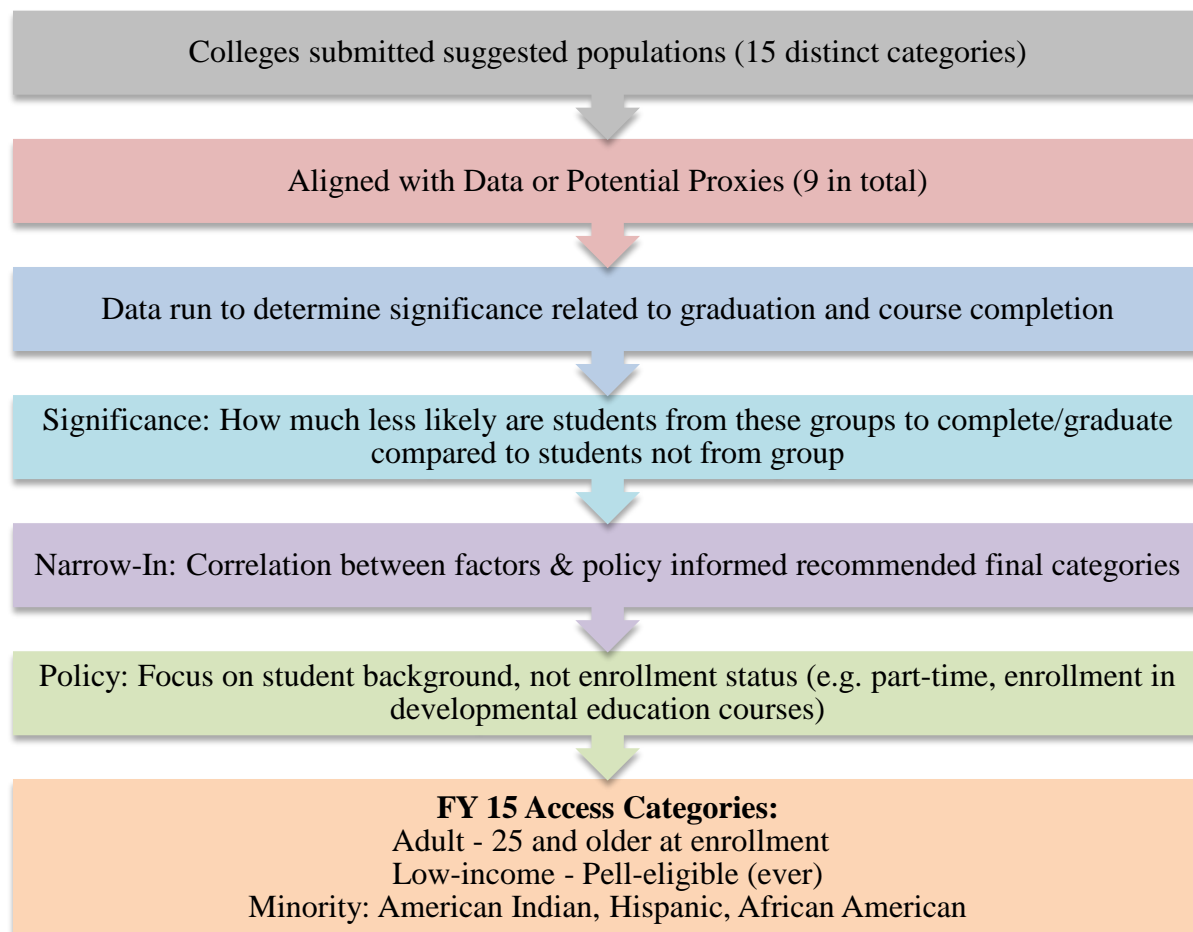 Colleges submitted suggested populations (15 distinct categories)
Aligned with Data or Potential Proxies (9 in total)
Data run to determine significance related to graduation and course completion
Significance: How much less likely are students from these groups to complete/graduate
compared to students not from group
Narrow-In: Correlation between factors & policy informed recommended final categories
Policy: Focus on student background, not enrollment status (e.g. part-time, enrollment in
developmental education courses)
FY 15 Access Categories:
Adult - 25 and older at enrollment
Low-income - Pell-eligible (ever)
Minority: American Indian, Hispanic, African American